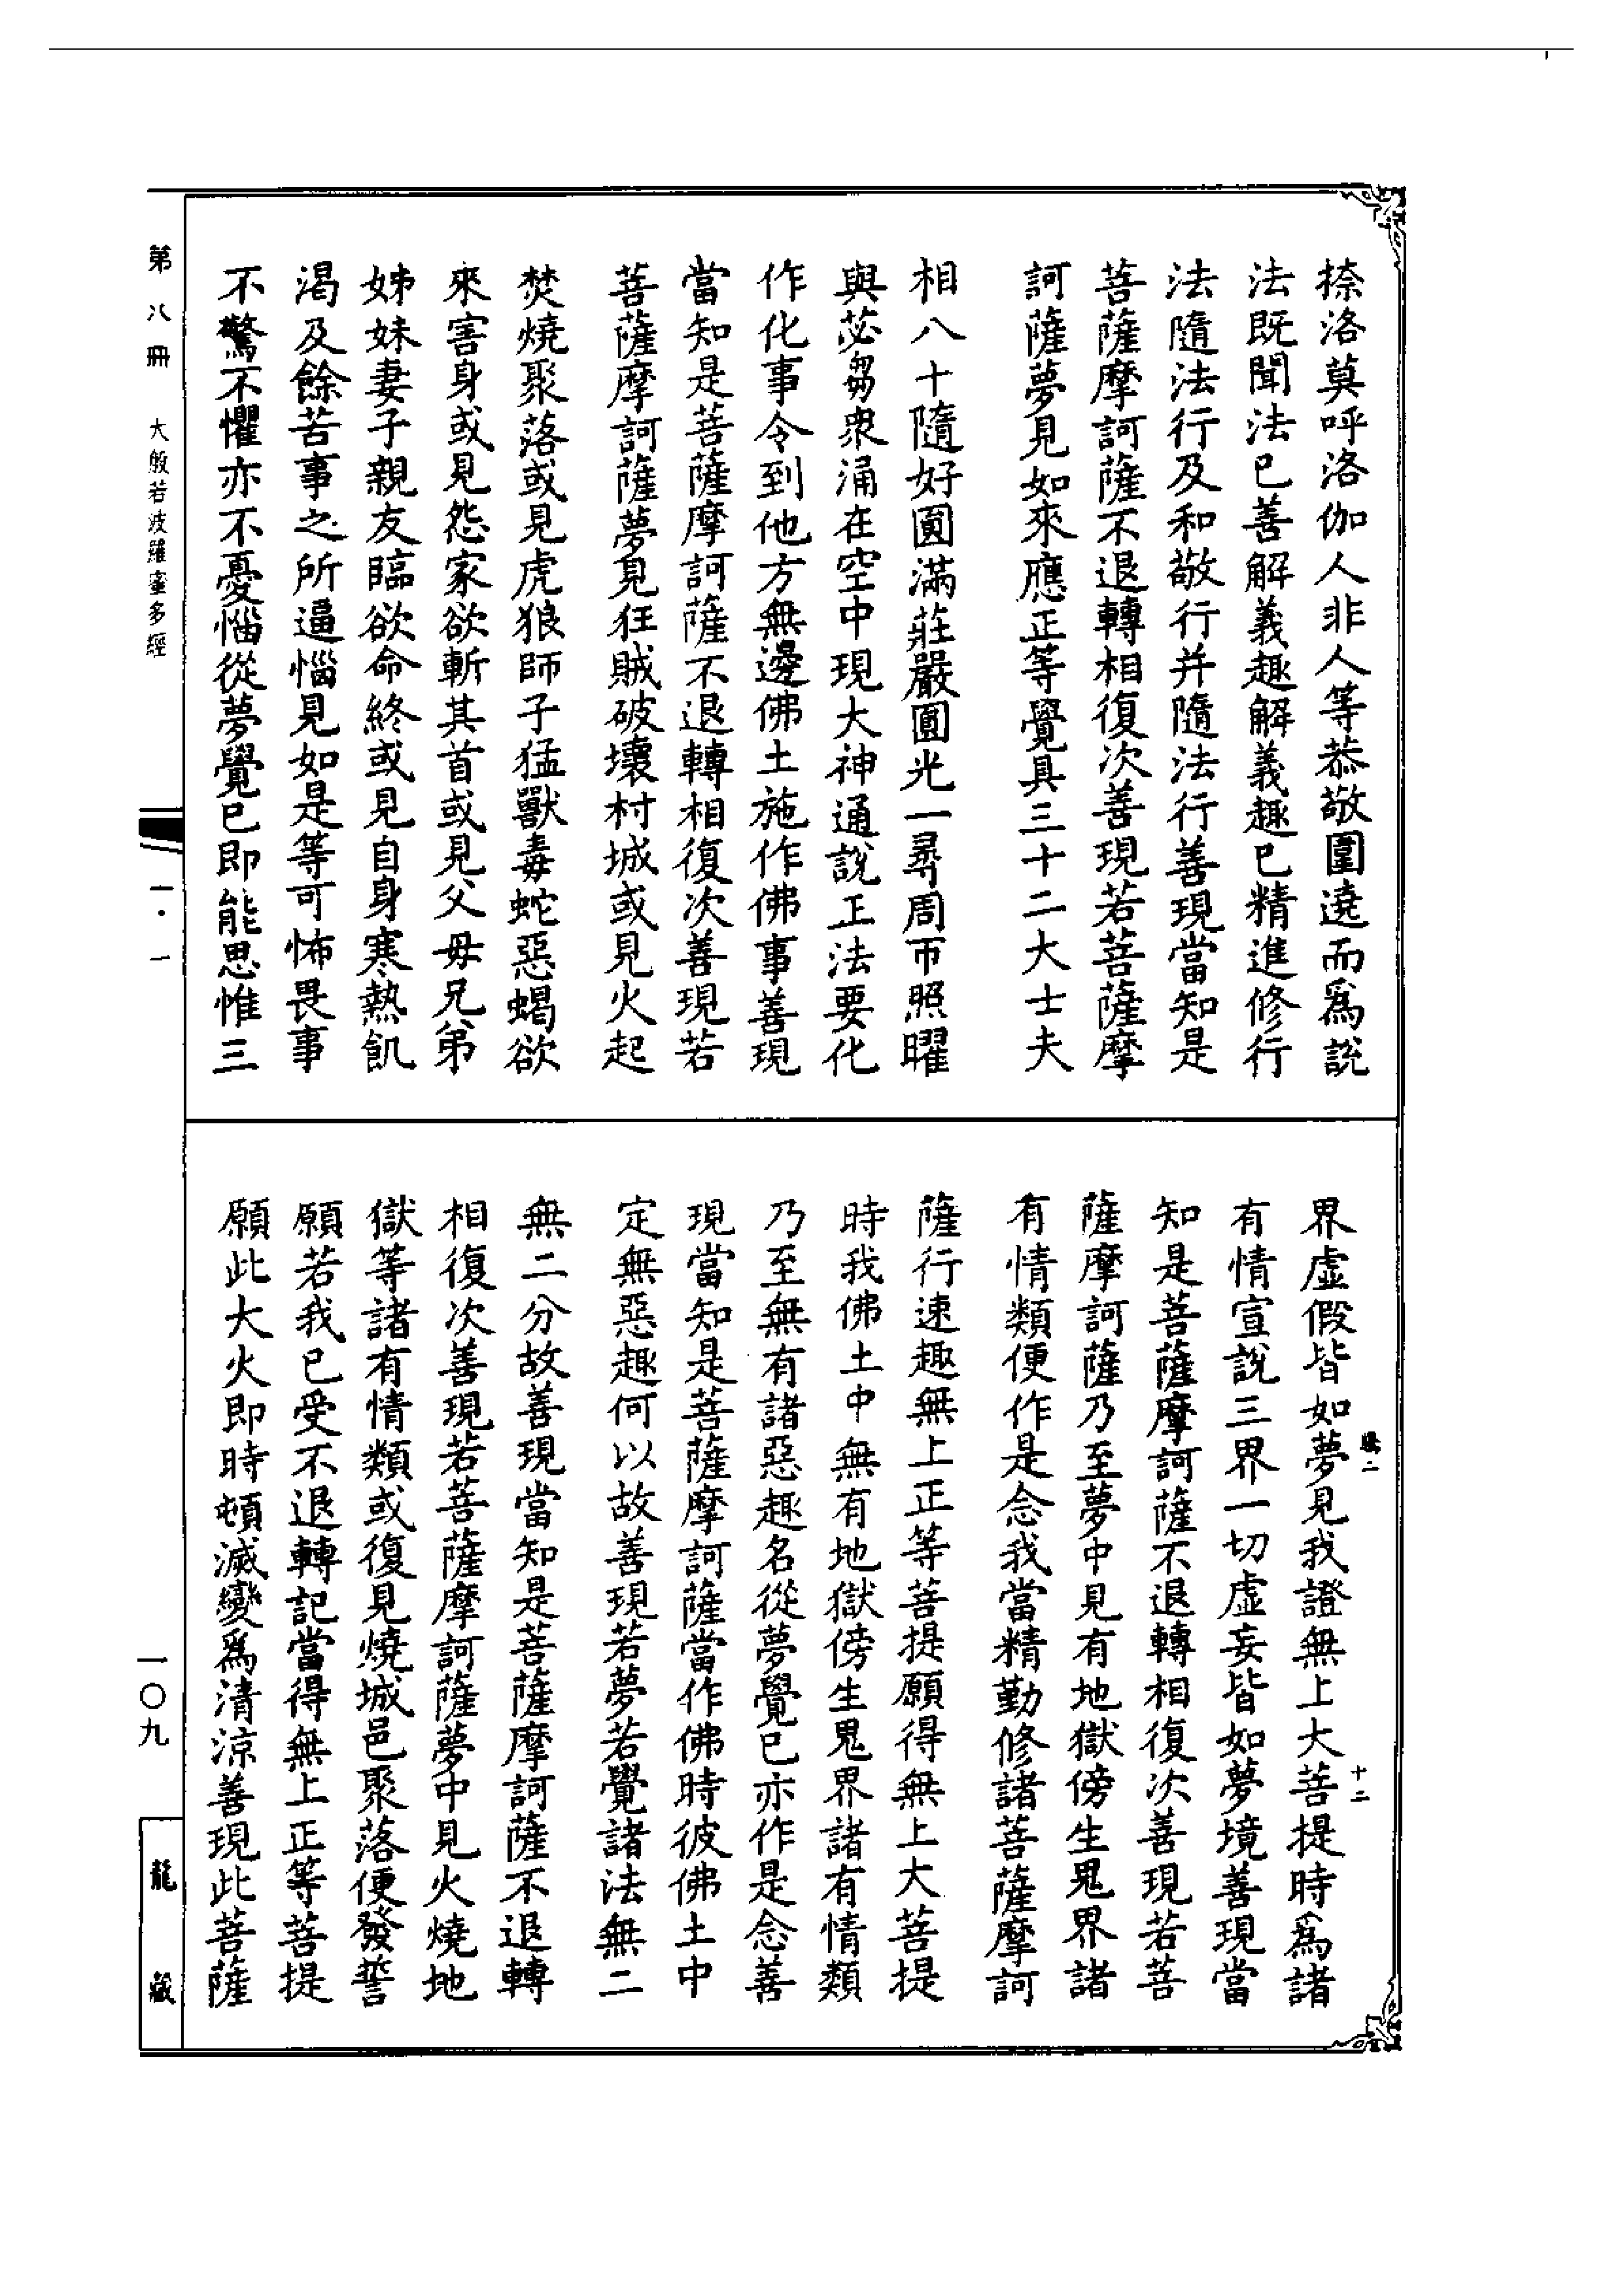 捺洛莫呼洛伽人非人等恭敬圍遶而爲說
法既聞法已善解義趣解義趣已精進修行
法隨法行及和敬行并隨法行善現當知是
菩薩摩訶薩不退轉相復次善現若菩薩摩
訶薩夢見如來應正等覺具三十二大士夫
相八十隨好圓滿莊嚴圓光一尋周帀照曜
與苾芻衆涌在空中現大神通說正法要化
作化事令到他方無邊佛土施作佛事善現
當知是菩薩摩訶薩不退轉相復次善現若
菩薩摩訶薩夢見狂賊破壞村城或見火起
焚燒聚落或見虎狼師子猛獸毒蛇惡蝎欲
來害身或見怨家欲斬其首或見父母兄弟
姊妹妻子親友臨欲命終或見自身寒熱飢
渴及餘苦事之所逼惱見如是等可怖畏事
不驚不懼亦不憂惱從夢覺已即能思惟三
界虛假皆如夢見我證無上大菩提時爲諸
有情宣說三界一切虛妄皆如夢境善現當
知是菩薩摩訶薩不退轉相復次善現若菩
薩摩訶薩乃至夢中見有地獄傍生鬼界諸
有情類便作是念我當精勤修諸菩薩摩訶
薩行速趣無上正等菩提願得無上大菩提
時我佛土中無有地獄傍生鬼界諸有情類
乃至無有諸惡趣名從夢覺已亦作是念善
現當知是菩薩摩訶薩當作佛時彼佛土中
定無惡趣何以故善現若夢若覺諸法無二
無二分故善現當知是菩薩摩訶薩不退轉
相復次善現若菩薩摩訶薩夢中見火燒地
獄等諸有情類或復見燒城邑聚落便發誓
願若我已受不退轉記當得無上正等菩提
願此大火即時頓滅變爲清涼善現此菩薩
十二
第八冊 大般若波羅蜜多經
一·一
一〇九
龍藏